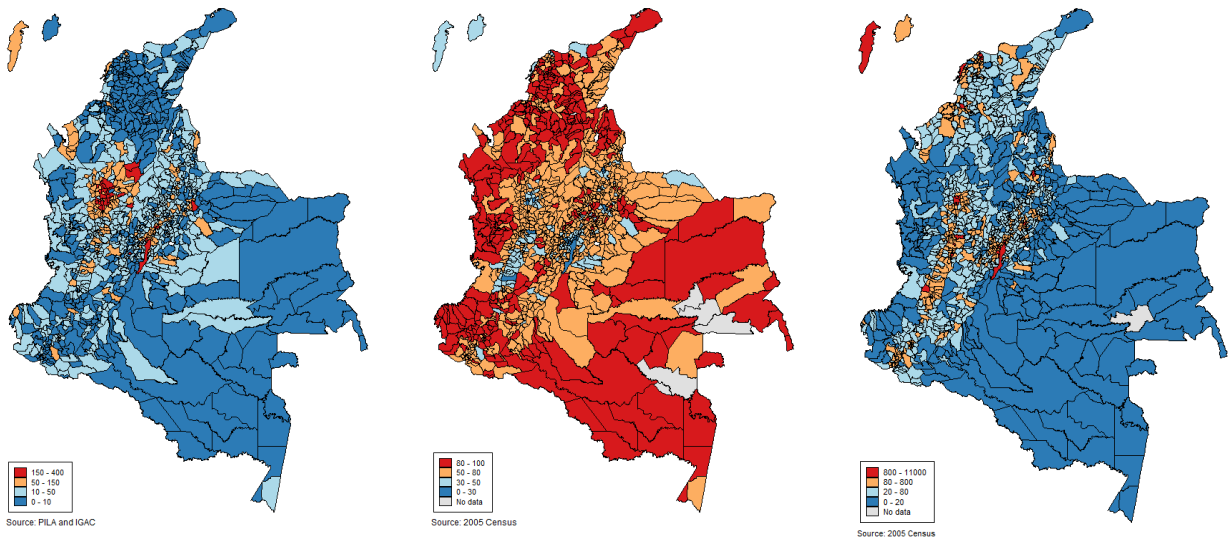 150 - 400
50 - 150
10 - 50
0 - 10
Source: PILA and IGAC
80 - 100
50 - 80
30 - 50
0 - 30
No data
Source: 2005 Census
800 - 11000
80 - 800
20 - 80
0 - 20
No data
Source: 2005 Census